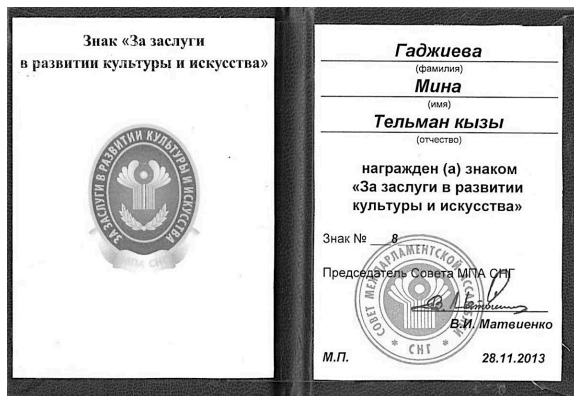 Знак «За заслуги
в развитии культуры и искусства»
ЗА ЗАСЛУГИ В РАЗВИТИИ КУЛЬТУРЫ И ИСКУССТВА
МПА СНГ
Гаджиева
(фамилия)
Мина
(имя)
Тельман кызы
(отчество)
награжден (а) знаком
«За заслуги в развитии
культуры и искусства»
Знак № 8
Председатель Совета МПА СНГ
СОВЕТ МЕЖПАРЛАМЕНТСКОЙ АССАМБЛЕИ
СНГ
В.И. Матвиенко
М.П. 28.11.2013